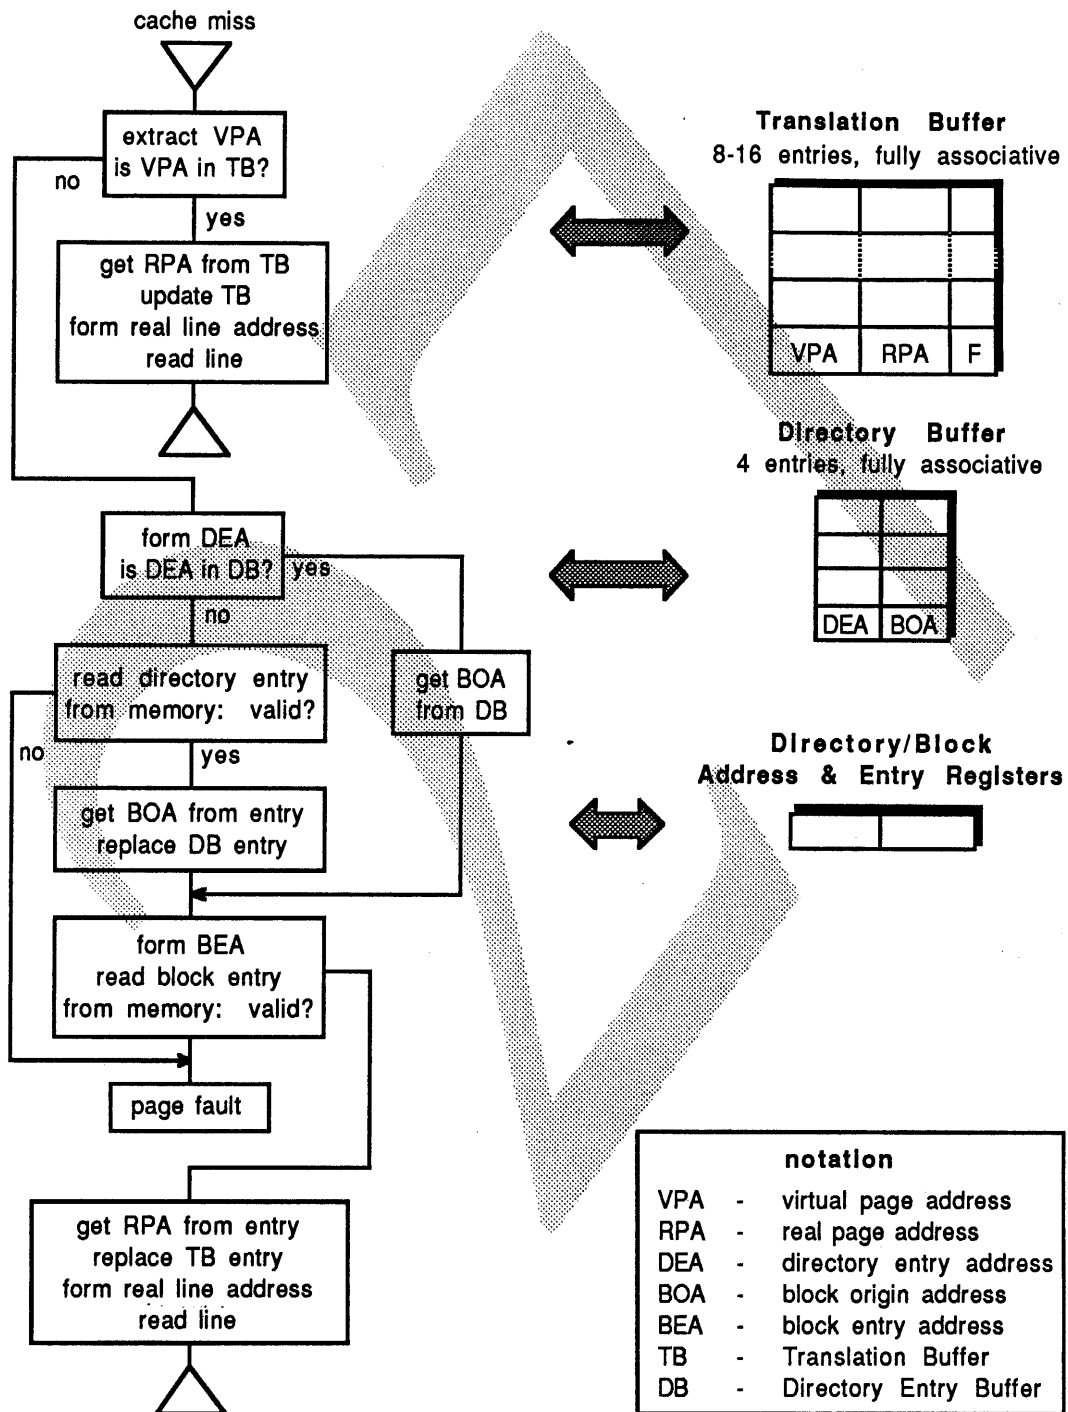 cache miss
extract VPA
is VPA in TB?
no
yes
get RPA from TB
update TB
form real line address
read line
form DEA
is DEA in DB?
yes
no
read directory entry
from memory: valid?
get BOA
from DB
no
yes
get BOA from entry
replace DB entry
form BEA
read block entry
from memory: valid?
page fault
get RPA from entry
replace TB entry
form real line address
read line
Translation Buffer
8-16 entries, fully associative
VPA RPA F
Directory Buffer
4 entries, fully associative
DEA BOA
Directory/Block
Address & Entry Registers
notation
VPA - virtual page address
RPA - real page address
DEA - directory entry address
BOA - block origin address
BEA - block entry address
TB - Translation Buffer
DB - Directory Entry Buffer